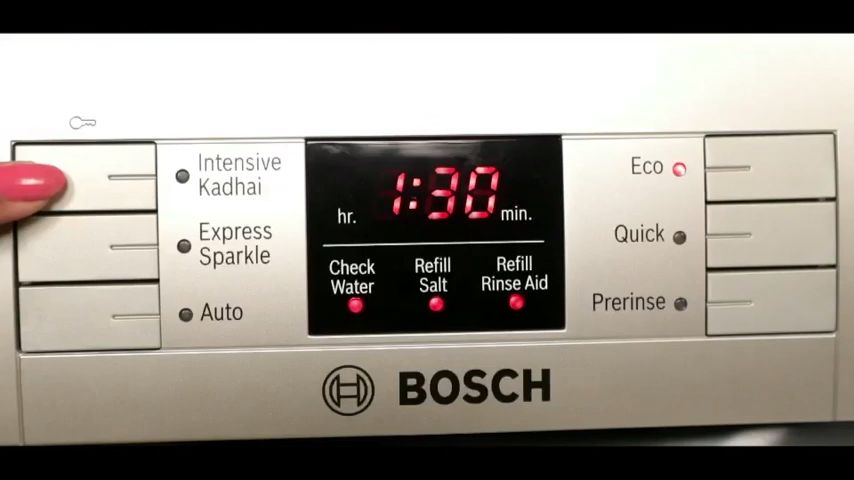 Intensive
Kadhai
Express
Sparkle
Auto
1:30
hr.
min.
Check
Water
Refill
Salt
Refill
Rinse Aid
Eco
Quick
Prerinse
BOSCH